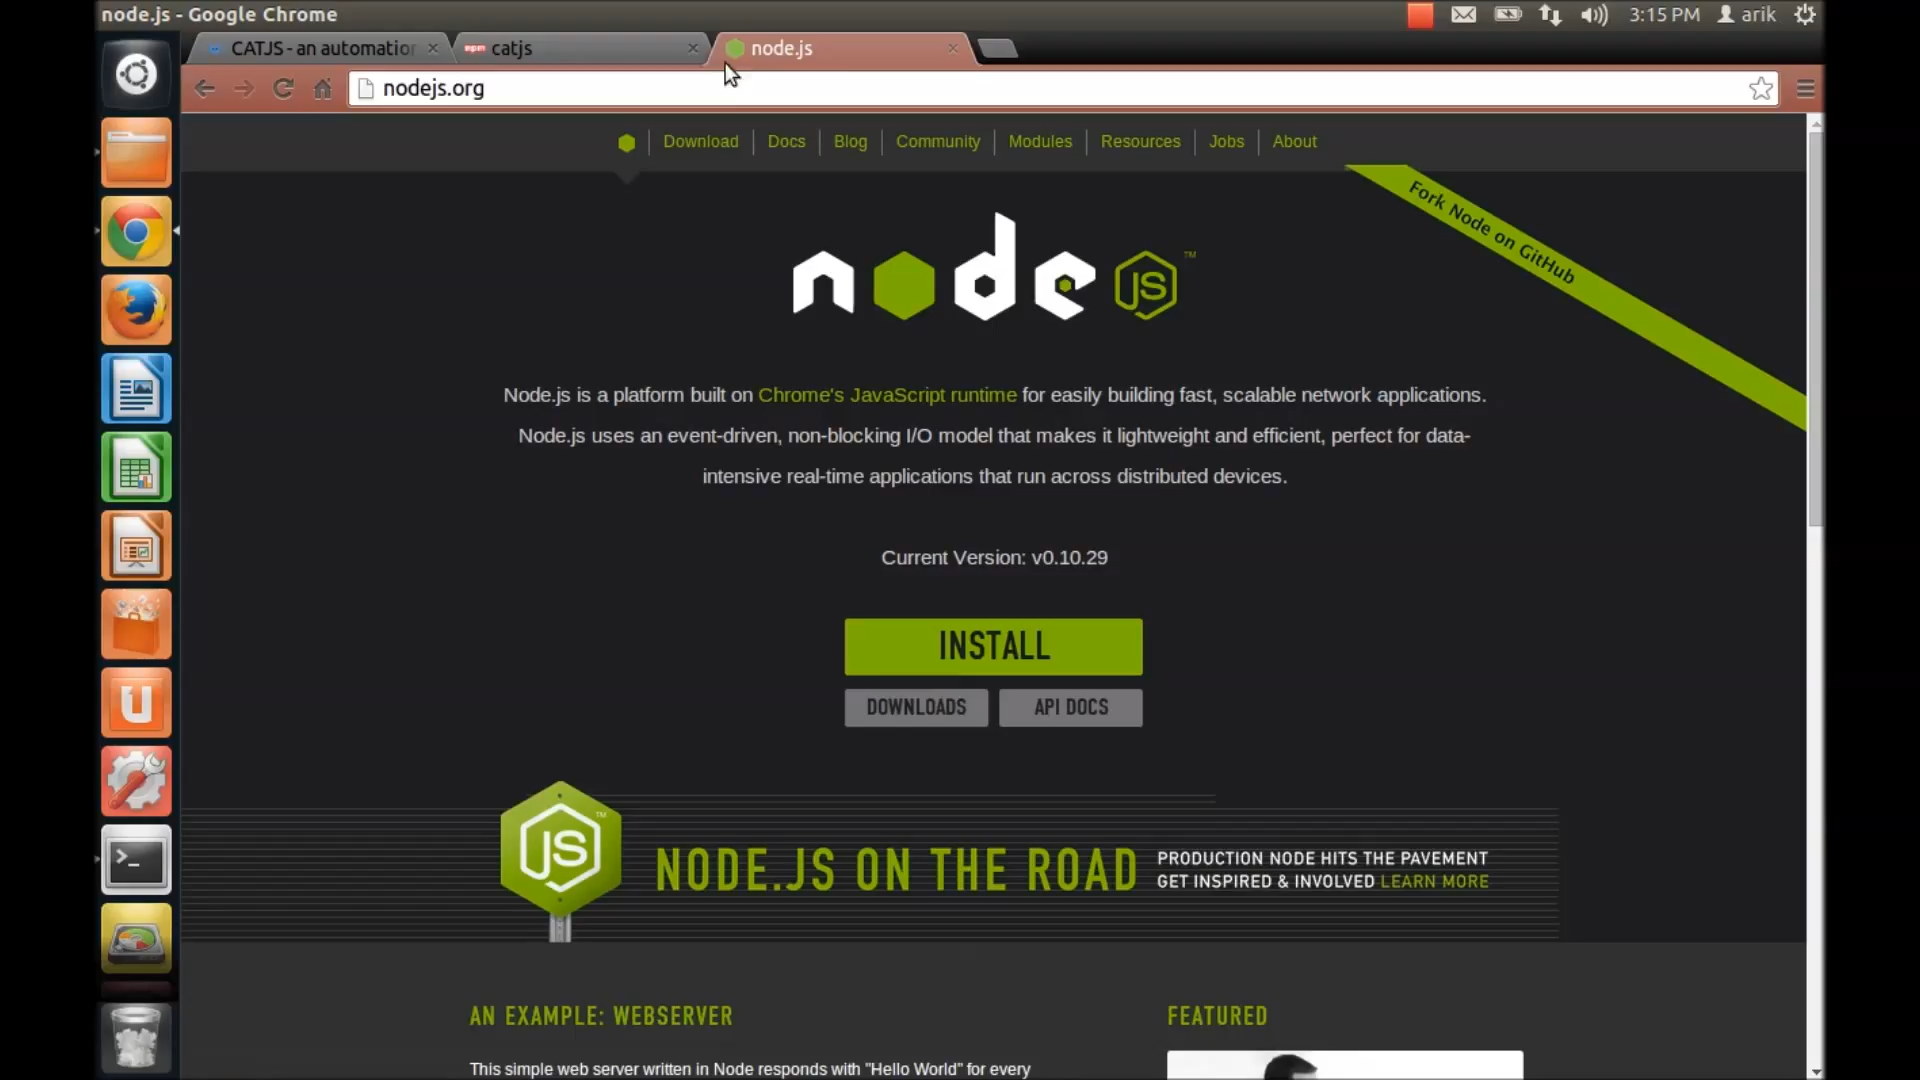 node.js - Google Chrome
3:15 PM
arik
CATJS - an automation
npm catjs
node.js
nodejs.org
Download
Docs
Blog
Community
Modules
Resources
Jobs
About
Fork Node on GitHub
node JS™
Node.js is a platform built on Chrome's JavaScript runtime for easily building fast, scalable network applications.
Node.js uses an event-driven, non-blocking I/O model that makes it lightweight and efficient, perfect for data-
intensive real-time applications that run across distributed devices.
Current Version: v0.10.29
INSTALL
DOWNLOADS
API DOCS
JS™
NODE.JS ON THE ROAD
PRODUCTION NODE HITS THE PAVEMENT
GET INSPIRED & INVOLVED LEARN MORE
AN EXAMPLE: WEBSERVER
FEATURED
This simple web server written in Node responds with "Hello World" for every